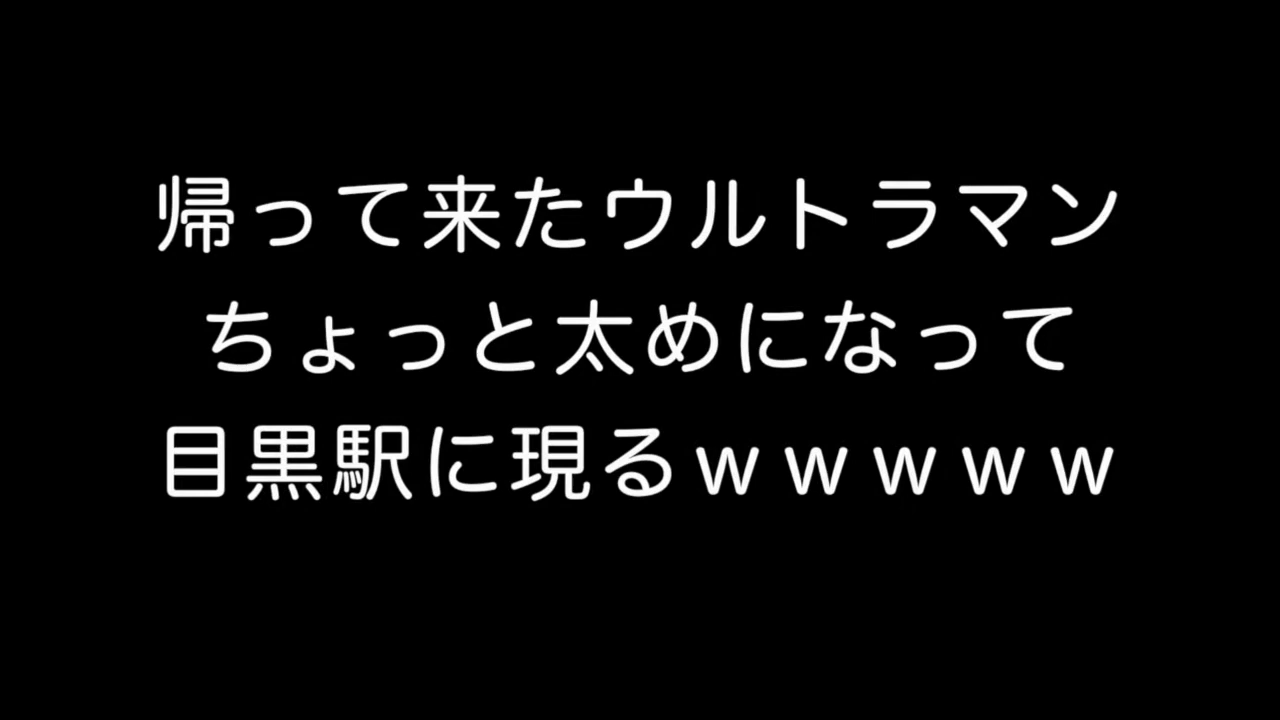 帰って来たウルトラマン
ちょっと太めになって
目黒駅に現るｗｗｗｗｗ